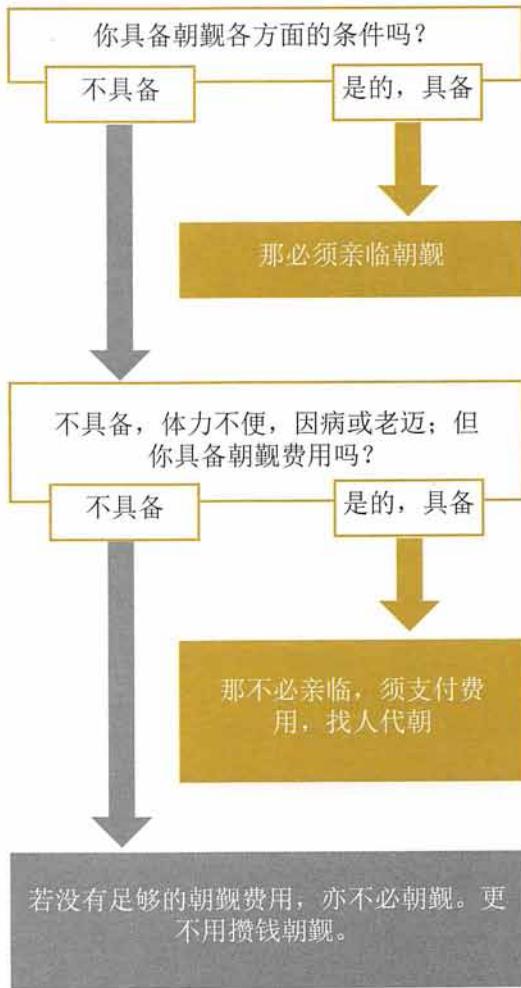 你具备朝觐各方面的条件吗？
不具备
是的，具备
那必须亲临朝觐
不具备，体力不便，因病或老迈；但
你具备朝觐费用吗？
不具备
是的，具备
那不必亲临，须支付费
用，找人代朝
若没有足够的朝觐费用，亦不必朝觐。更
不用攒钱朝觐。